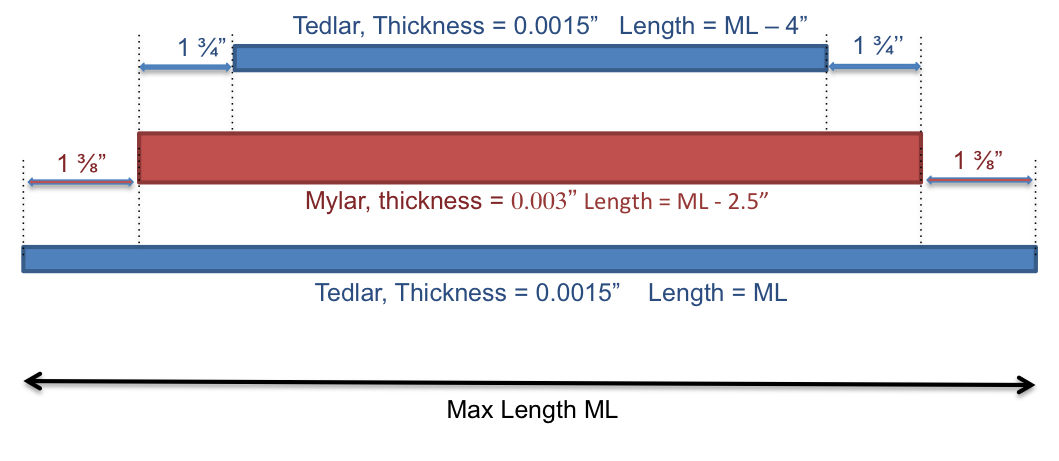 Tedlar, Thickness = 0.0015” Length = ML – 4”
1 ¾”
1 ¾’’
1 ⅜”
1 ⅜”
Mylar, thickness = 0.003” Length = ML - 2.5”
Tedlar, Thickness = 0.0015” Length = ML
Max Length ML